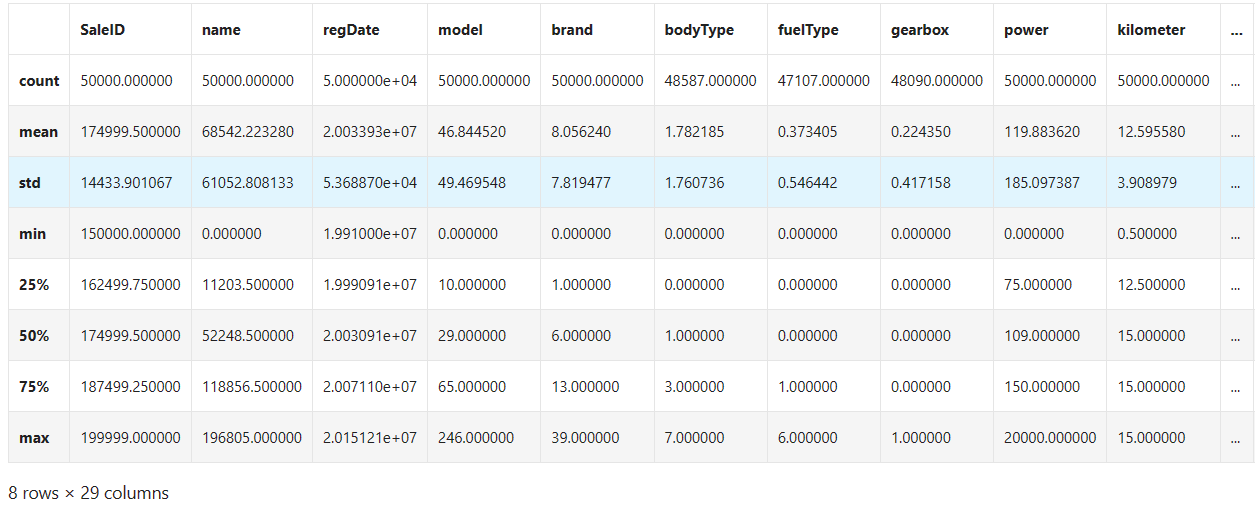 SaleID name regDate model brand bodyType fuelType gearbox power kilometer ...
count 50000.000000 50000.000000 5.000000e+04 50000.000000 50000.000000 48587.000000 47107.000000 48090.000000 50000.000000 50000.000000 ...
mean 174999.500000 68542.223280 2.003393e+07 46.844520 8.056240 1.782185 0.373405 0.224350 119.883620 12.595580 ...
std 14433.901067 61052.808133 5.368870e+04 49.469548 7.819477 1.760736 0.546442 0.417158 185.097387 3.908979 ...
min 150000.000000 0.000000 1.991000e+07 0.000000 0.000000 0.000000 0.000000 0.000000 0.000000 0.500000 ...
25% 162499.750000 11203.500000 1.999091e+07 10.000000 1.000000 0.000000 0.000000 0.000000 75.000000 12.500000 ...
50% 174999.500000 52248.500000 2.003091e+07 29.000000 6.000000 1.000000 0.000000 0.000000 109.000000 15.000000 ...
75% 187499.250000 118856.500000 2.007110e+07 65.000000 13.000000 3.000000 1.000000 0.000000 150.000000 15.000000 ...
max 199999.000000 196805.000000 2.015121e+07 246.000000 39.000000 7.000000 6.000000 1.000000 20000.000000 15.000000 ...
8 rows × 29 columns